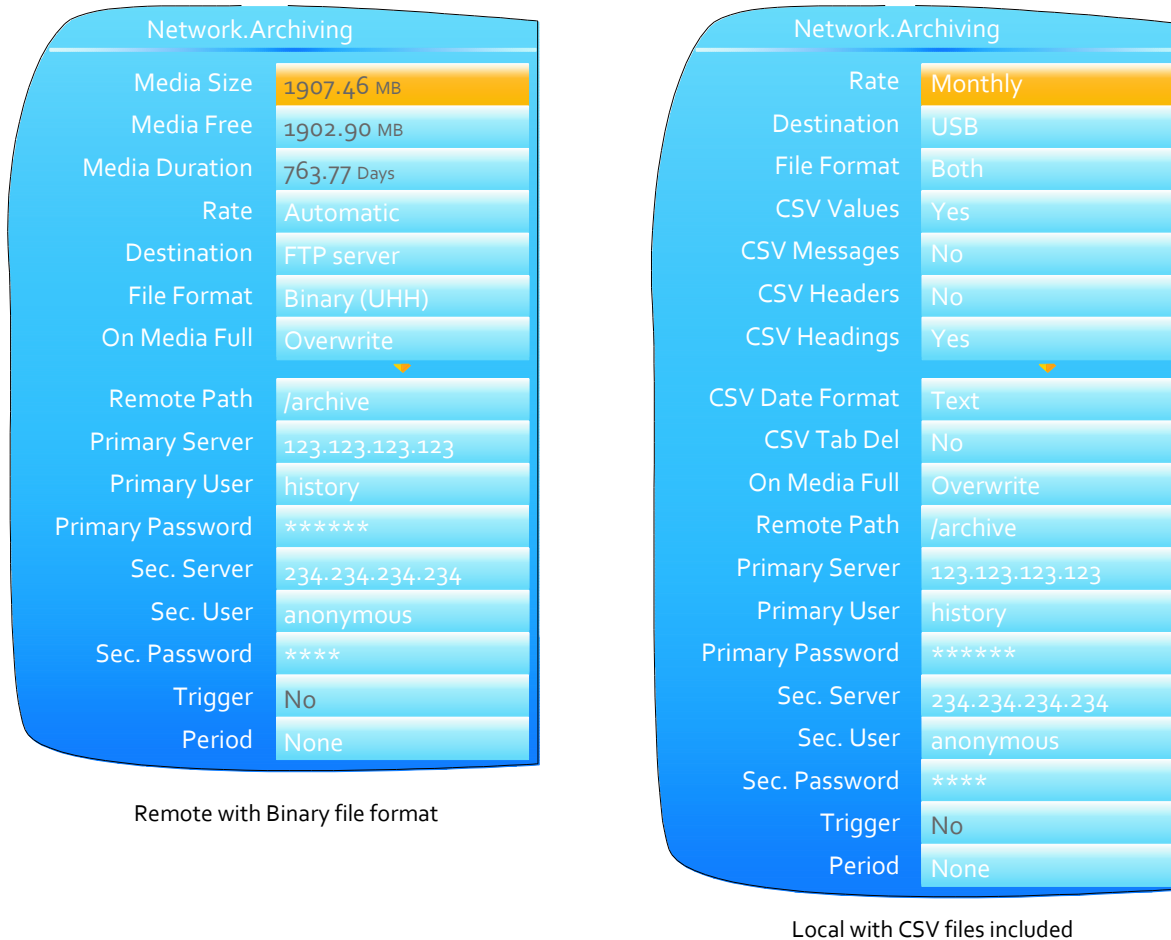 Network.Archiving
Media Size 1907.46 MB
Media Free 1902.90 MB
Media Duration 763.77 Days
Rate Automatic
Destination FTP server
File Format Binary (UHH)
On Media Full Overwrite
Remote Path /archive
Primary Server 123.123.123.123
Primary User history
Primary Password ******
Sec. Server 234.234.234.234
Sec. User anonymous
Sec. Password ****
Trigger No
Period None
Remote with Binary file format
Network.Archiving
Rate Monthly
Destination USB
File Format Both
CSV Values Yes
CSV Messages No
CSV Headers No
CSV Headings Yes
CSV Date Format Text
CSV Tab Del No
On Media Full Overwrite
Remote Path /archive
Primary Server 123.123.123.123
Primary User history
Primary Password ******
Sec. Server 234.234.234.234
Sec. User anonymous
Sec. Password ****
Trigger No
Period None
Local with CSV files included